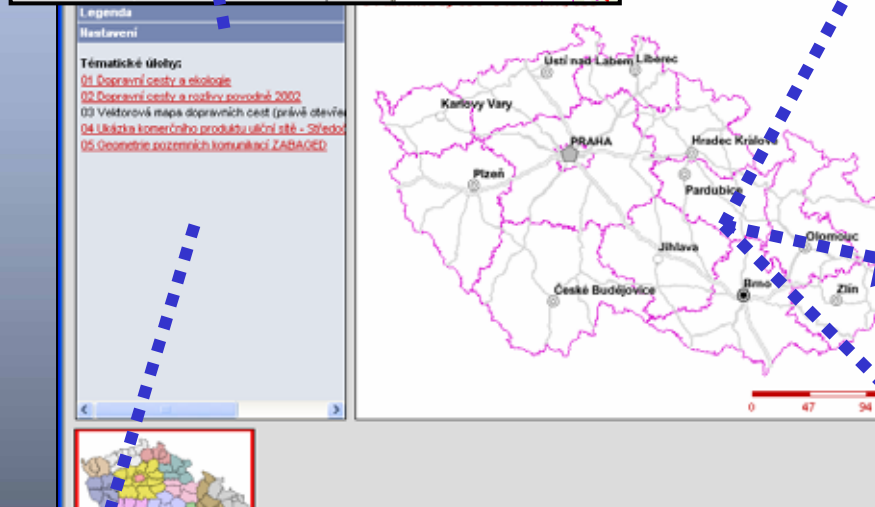 Legenda
Nastavení
Tématické úlohy:
01 Dopravní cesty a ekologie
02 Dopravní cesty a rozlivy povodně 2002
03 Vektorová mapa dopravních cest (právě otevře
04 Ukázka komerčního produktu uliční sítě - Středoč
05 Geometrie pozemních komunikací ZABAGED
Ústí nad Labem
Liberec
Karlovy Vary
PRAHA
Hradec Králové
Plzeň
Pardubice
Olomouc
Jihlava
České Budějovice
Brno
Zlín
0 47 94